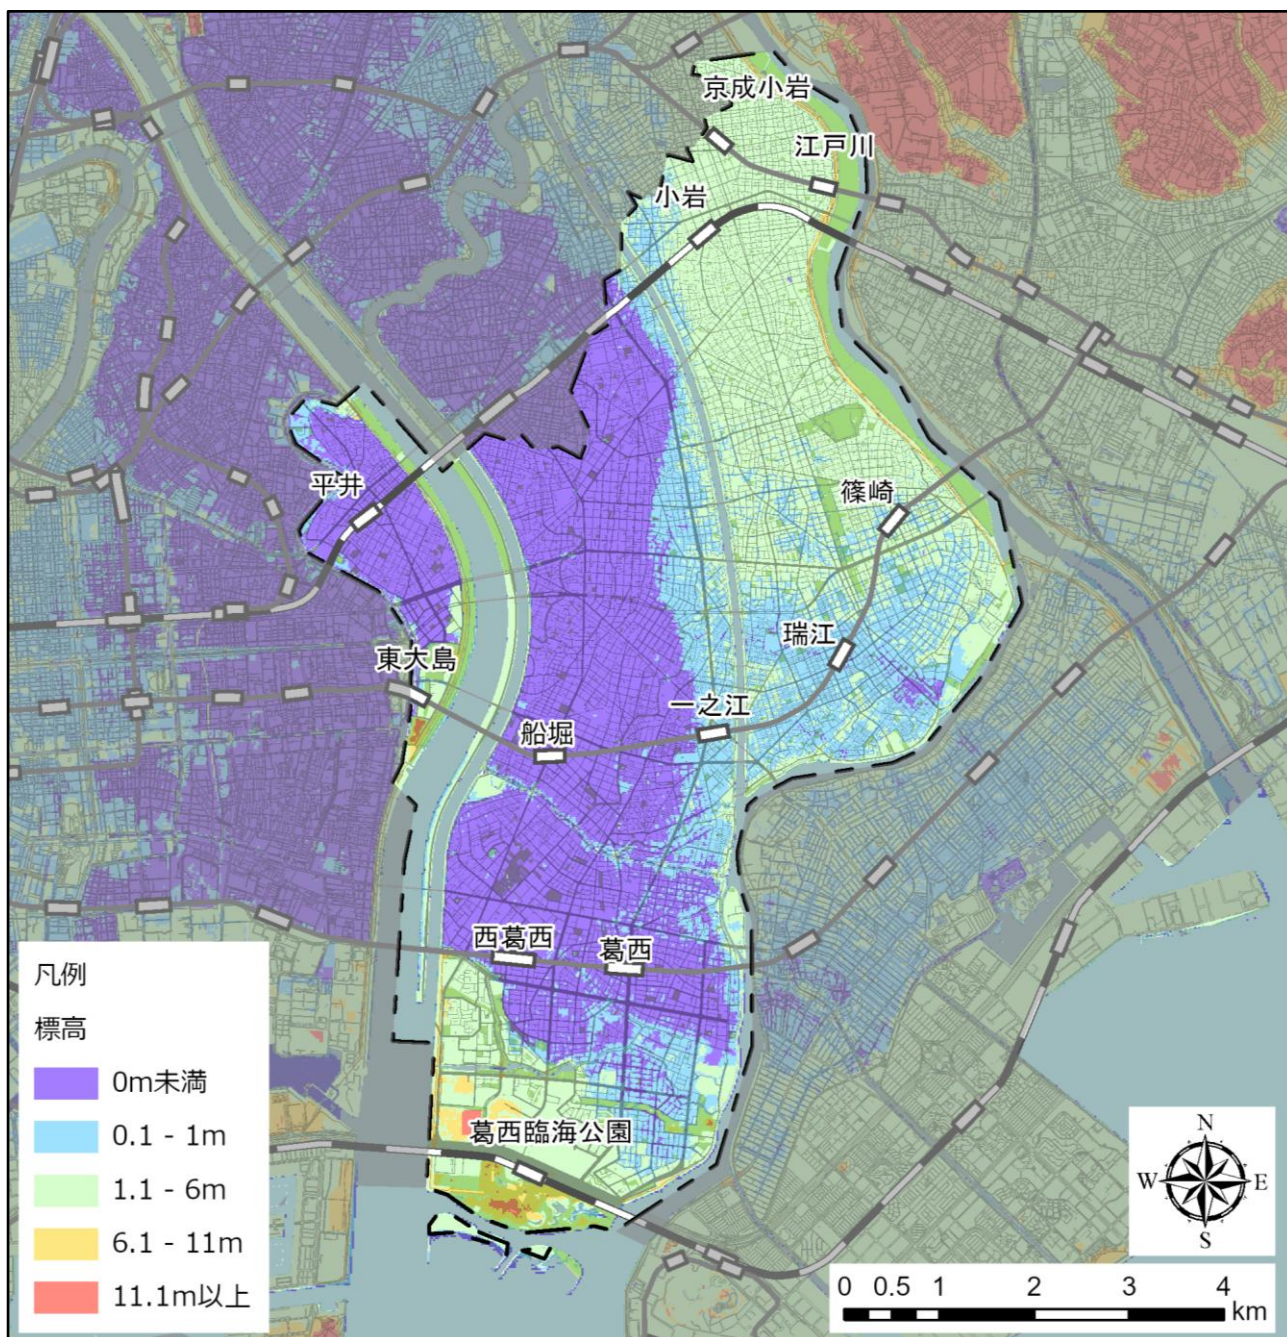 京成小岩
江戸川
小岩
平井
篠崎
瑞江
東大島
一之江
船堀
西葛西
葛西
葛西臨海公園
凡例
標高
0m未満
0.1 - 1m
1.1 - 6m
6.1 - 11m
11.1m以上
N
W
E
S
0 0.5 1 2 3 4
km